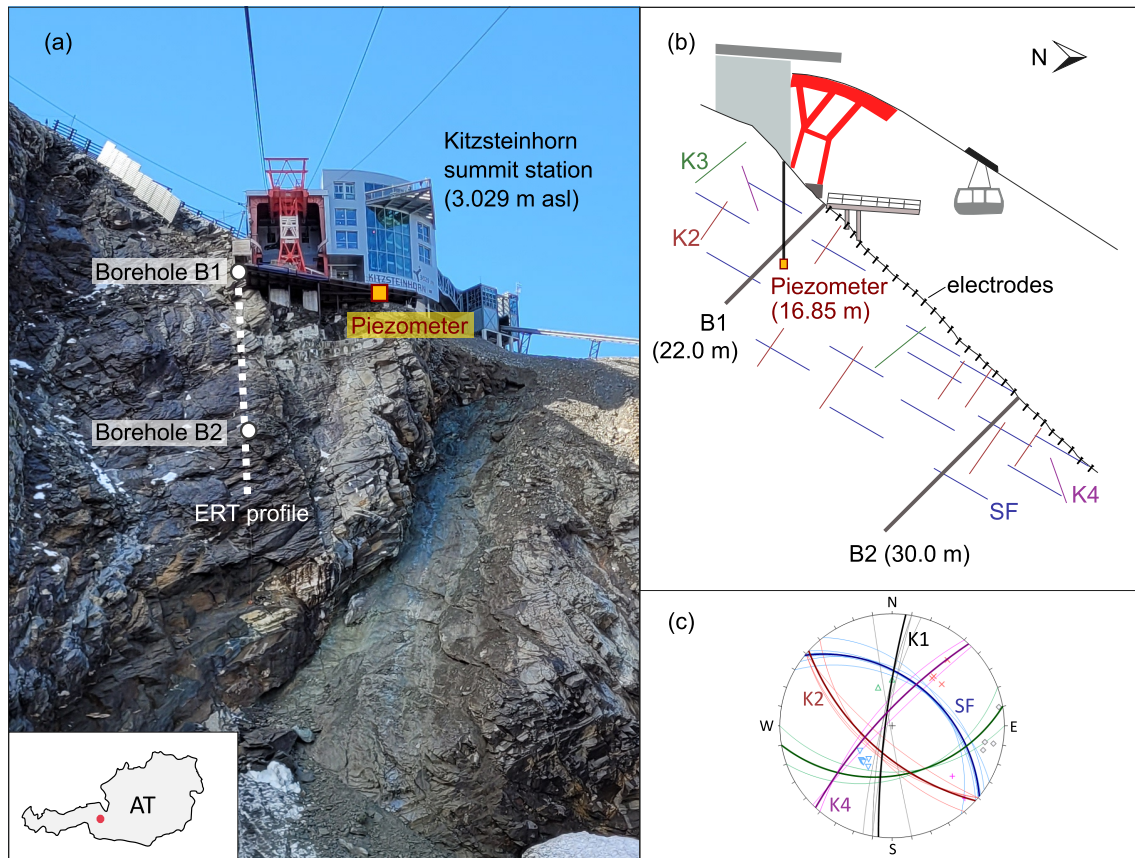 (a)
Kitzsteinhorn
summit station
(3.029 m asl)
Borehole B1
KITZSTEINHORN
Piezometer
Borehole B2
ERT profile
AT
(b)
N
K3
K2
electrodes
Piezometer
(16.85 m)
B1
(22.0 m)
K4
SF
B2 (30.0 m)
(c)
N
K1
K2
SF
W
E
K4
S